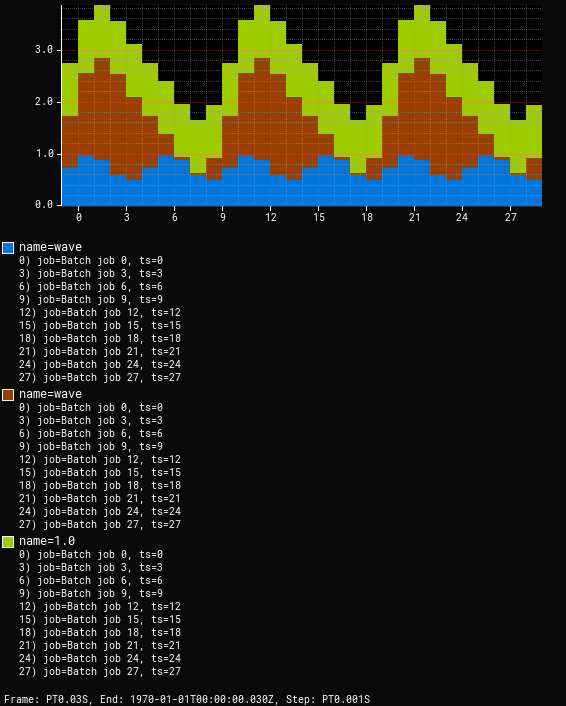 3.0
2.0
1.0
0.0
0 3 6 9 12 15 18 21 24 27
name=wave
0) job=Batch job 0, ts=0
3) job=Batch job 3, ts=3
6) job=Batch job 6, ts=6
9) job=Batch job 9, ts=9
12) job=Batch job 12, ts=12
15) job=Batch job 15, ts=15
18) job=Batch job 18, ts=18
21) job=Batch job 21, ts=21
24) job=Batch job 24, ts=24
27) job=Batch job 27, ts=27
name=wave
0) job=Batch job 0, ts=0
3) job=Batch job 3, ts=3
6) job=Batch job 6, ts=6
9) job=Batch job 9, ts=9
12) job=Batch job 12, ts=12
15) job=Batch job 15, ts=15
18) job=Batch job 18, ts=18
21) job=Batch job 21, ts=21
24) job=Batch job 24, ts=24
27) job=Batch job 27, ts=27
name=1.0
0) job=Batch job 0, ts=0
3) job=Batch job 3, ts=3
6) job=Batch job 6, ts=6
9) job=Batch job 9, ts=9
12) job=Batch job 12, ts=12
15) job=Batch job 15, ts=15
18) job=Batch job 18, ts=18
21) job=Batch job 21, ts=21
24) job=Batch job 24, ts=24
27) job=Batch job 27, ts=27
Frame: PT0.03S, End: 1970-01-01T00:00:00.030Z, Step: PT0.001S